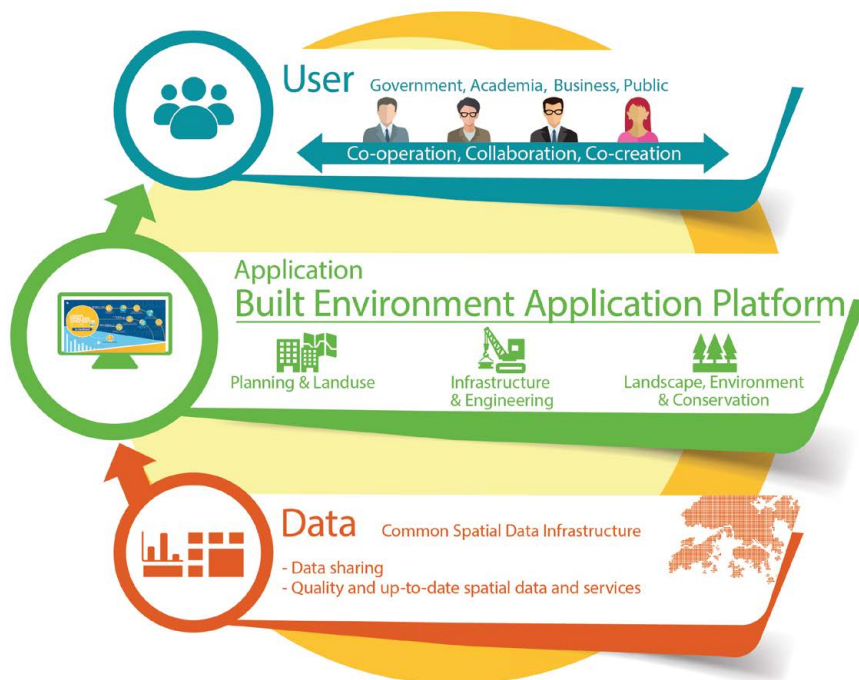 User Government, Academia, Business, Public
Co-operation, Collaboration, Co-creation
Application
Built Environment Application Platform
Planning & Landuse
Infrastructure
& Engineering
Landscape, Environment
& Conservation
Data Common Spatial Data Infrastructure
- Data sharing
- Quality and up-to-date spatial data and services